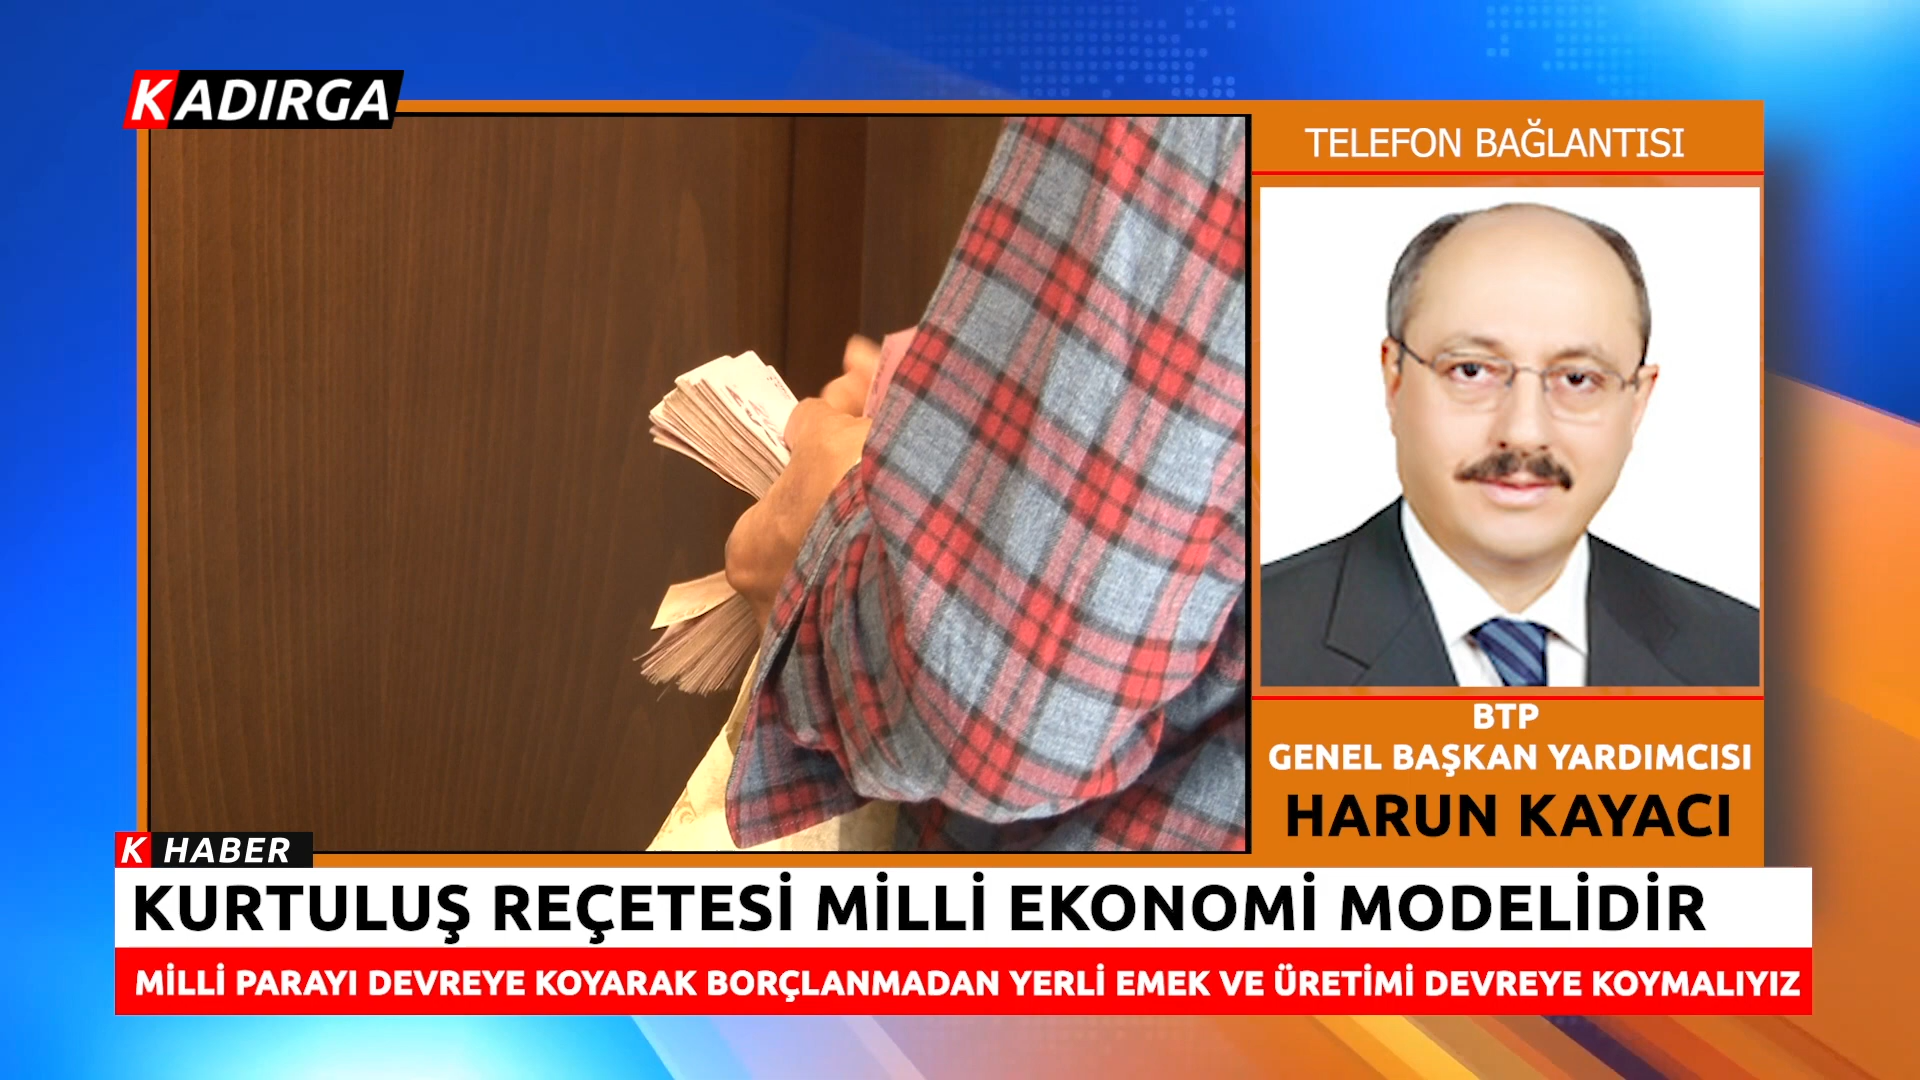 KADIRGA
TELEFON BAĞLANTISI
BTP
GENEL BAŞKAN YARDIMCISI
HARUN KAYACI
K HABER
KURTULUŞ REÇETESİ MİLLİ EKONOMİ MODELİDİR
MİLLİ PARAYI DEVREYE KOYARAK BORÇLANMADAN YERLİ EMEK VE ÜRETİMİ DEVREYE KOYMALIYIZ